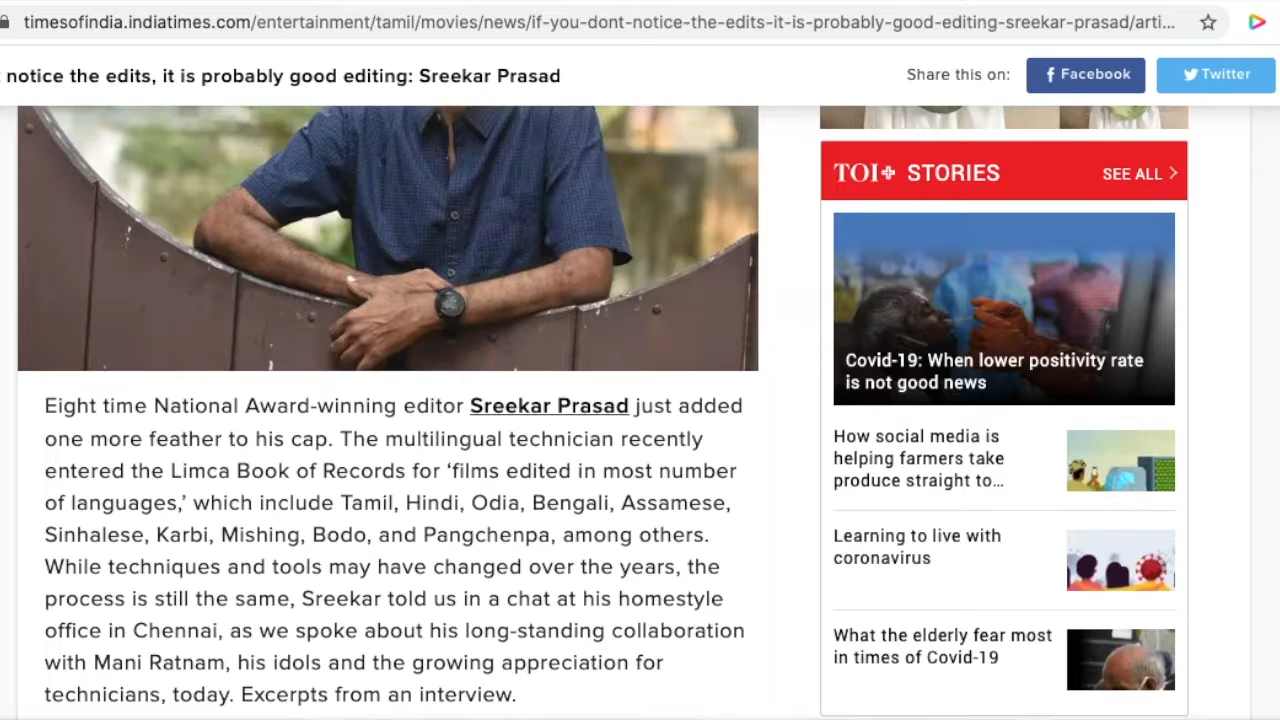 timesofindia.indiatimes.com/entertainment/tamil/movies/news/if-you-dont-notice-the-edits-it-is-probably-good-editing-sreekar-prasad/arti...
notice the edits, it is probably good editing: Sreekar Prasad
Share this on:
Facebook
Twitter
Eight time National Award-winning editor Sreekar Prasad just added
one more feather to his cap. The multilingual technician recently
entered the Limca Book of Records for ‘films edited in most number
of languages,’ which include Tamil, Hindi, Odia, Bengali, Assamese,
Sinhalese, Karbi, Mishing, Bodo, and Pangchenpa, among others.
While techniques and tools may have changed over the years, the
process is still the same, Sreekar told us in a chat at his homestyle
office in Chennai, as we spoke about his long-standing collaboration
with Mani Ratnam, his idols and the growing appreciation for
technicians, today. Excerpts from an interview.
TOI+ STORIES
SEE ALL
Covid-19: When lower positivity rate
is not good news
How social media is
helping farmers take
produce straight to…
Learning to live with
coronavirus
What the elderly fear most
in times of Covid-19